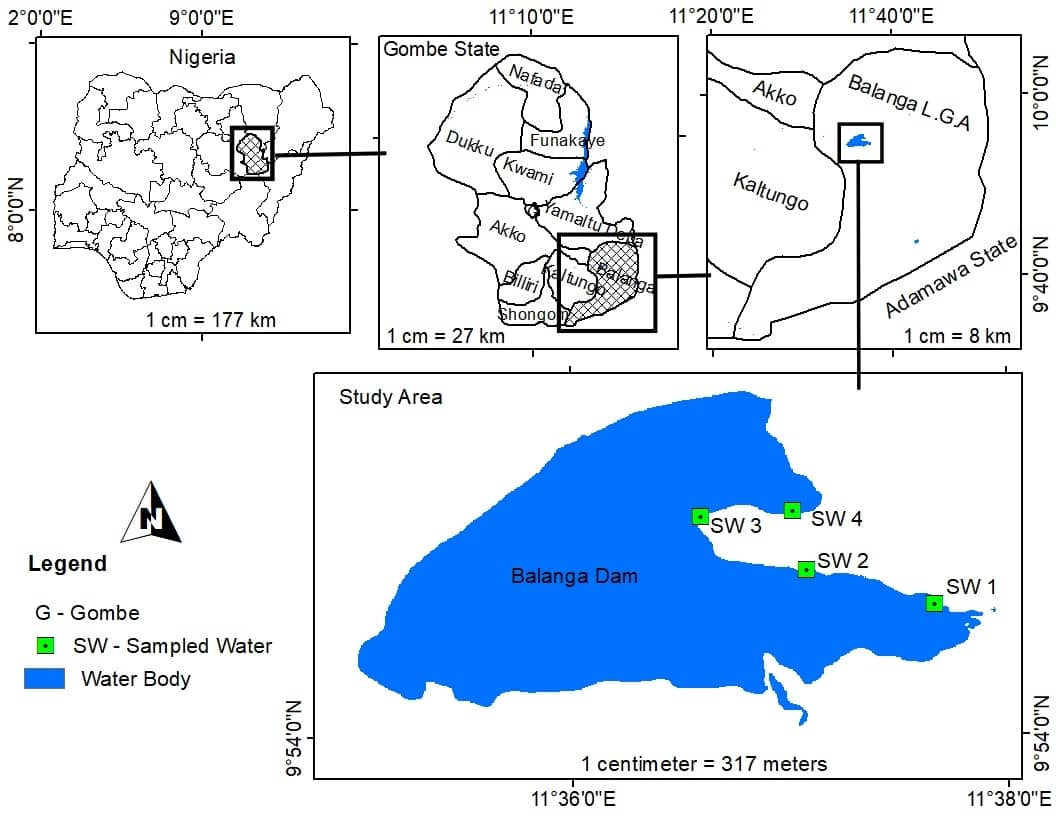 2°0'0"E
9°0'0"E
11°10'0"E
11°20'0"E
11°40'0"E
Nigeria
8°0'0"N
1 cm = 177 km
Gombe State
Nafada
Dukku
Funakaye
Kwami
G
Yamaltu Deba
Akko
Billiri
Kaltungo
Balanga
Shongom
1 cm = 27 km
Akko
Balanga L.G.A
Kaltungo
Adamawa State
1 cm = 8 km
10°0'0"N
9°40'0"N
Study Area
SW 3
SW 4
SW 2
SW 1
Balanga Dam
1 centimeter = 317 meters
9°54'0"N
9°54'0"N
11°36'0"E
11°38'0"E
N
Legend
G - Gombe
SW - Sampled Water
Water Body